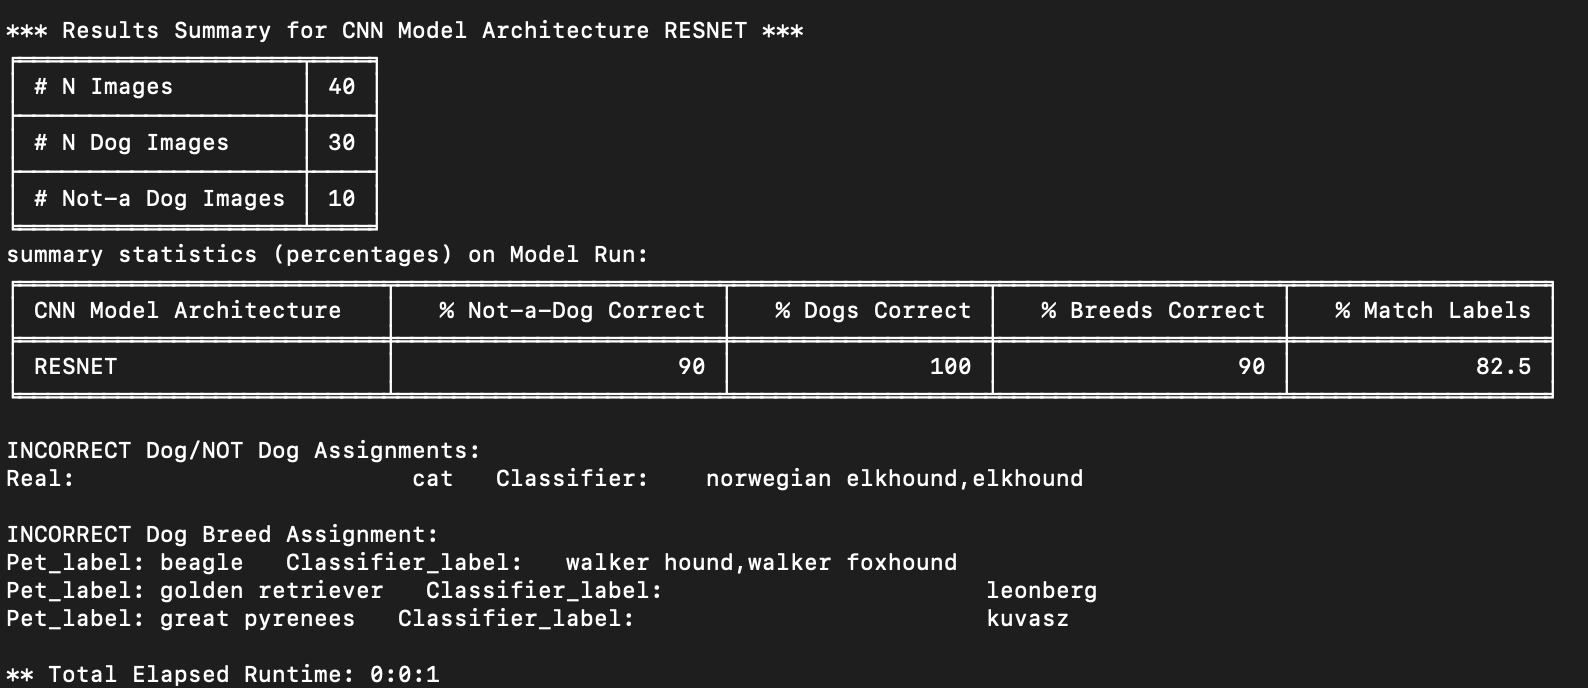 *** Results Summary for CNN Model Architecture RESNET ***
# N Images 40
# N Dog Images 30
# Not-a Dog Images 10
summary statistics (percentages) on Model Run:
CNN Model Architecture % Not-a-Dog Correct % Dogs Correct % Breeds Correct % Match Labels
RESNET 90 100 90 82.5
INCORRECT Dog/NOT Dog Assignments:
Real: cat Classifier: norwegian elkhound,elkhound
INCORRECT Dog Breed Assignment:
Pet_label: beagle Classifier_label: walker hound,walker foxhound
Pet_label: golden retriever Classifier_label: leonberg
Pet_label: great pyrenees Classifier_label: kuvasz
** Total Elapsed Runtime: 0:0:1